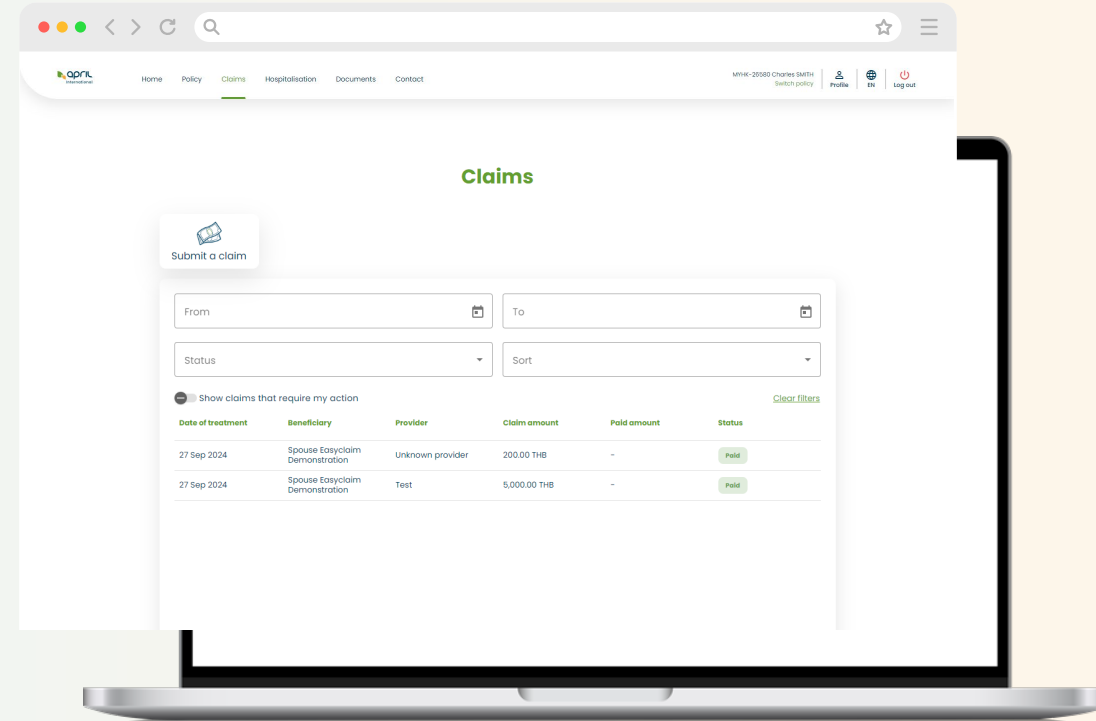 april
international
Home Policy Claims Hospitalisation Documents Contact
MYHK-26580 Charles SMITH
Switch policy
Profile
EN
Log out
Claims
Submit a claim
From To
Status Sort
Show claims that require my action Clear filters
Date of treatment Beneficiary Provider Claim amount Paid amount Status
27 Sep 2024 Spouse Easyclaim Demonstration Unknown provider 200.00 THB - Paid
27 Sep 2024 Spouse Easyclaim Demonstration Test 5,000.00 THB - Paid